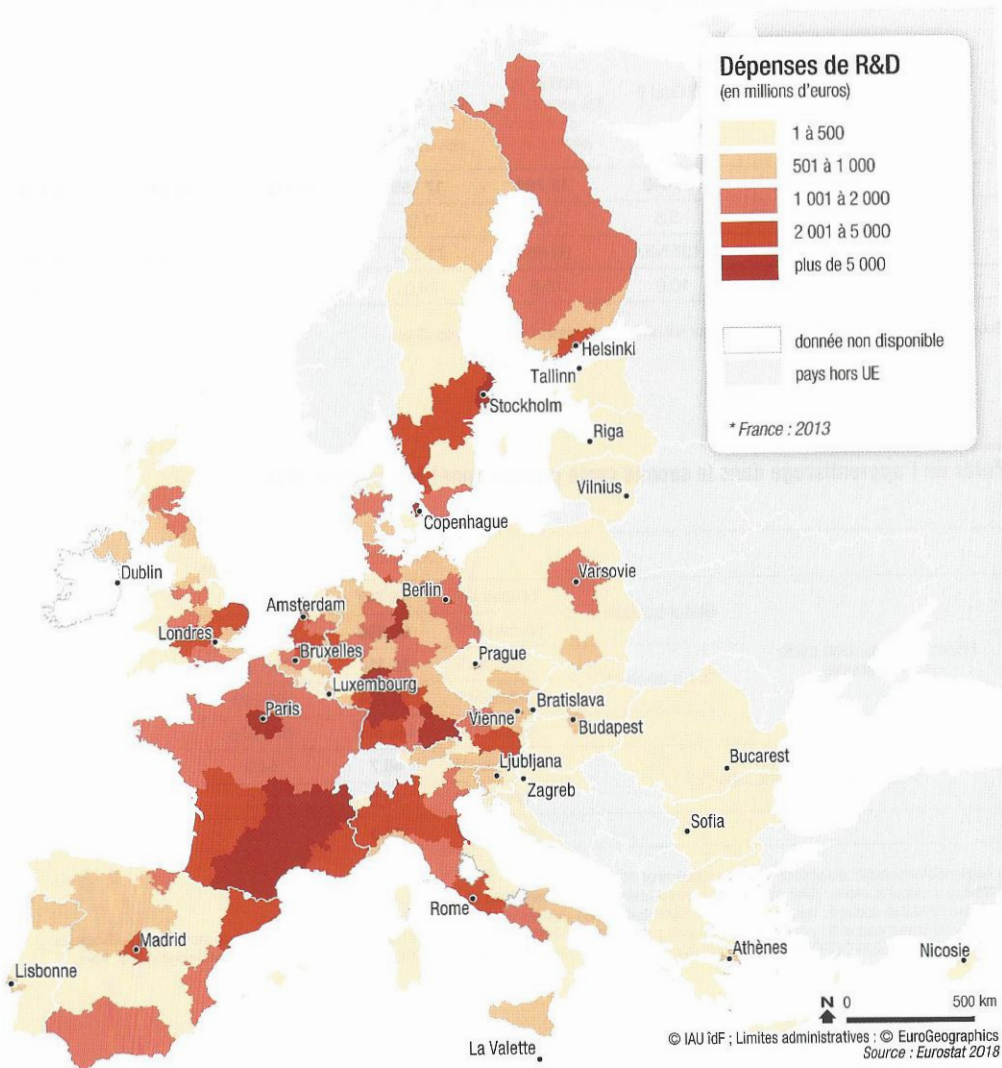 Dépenses de R&D
(en millions d'euros)
1 à 500
501 à 1 000
1 001 à 2 000
2 001 à 5 000
plus de 5 000
donnée non disponible
pays hors UE
* France : 2013
Helsinki
Tallinn
Stockholm
Riga
Vilnius
Copenhague
Dublin
Varsovie
Berlin
Amsterdam
Londres
Bruxelles
Prague
Luxembourg
Paris
Bratislava
Vienne
Budapest
Ljubljana
Zagreb
Bucarest
Sofia
Rome
Madrid
Lisbonne
Athènes
Nicosie
La Valette
N 0 500 km
© IAU îdF ; Limites administratives : © EuroGeographics
Source : Eurostat 2018